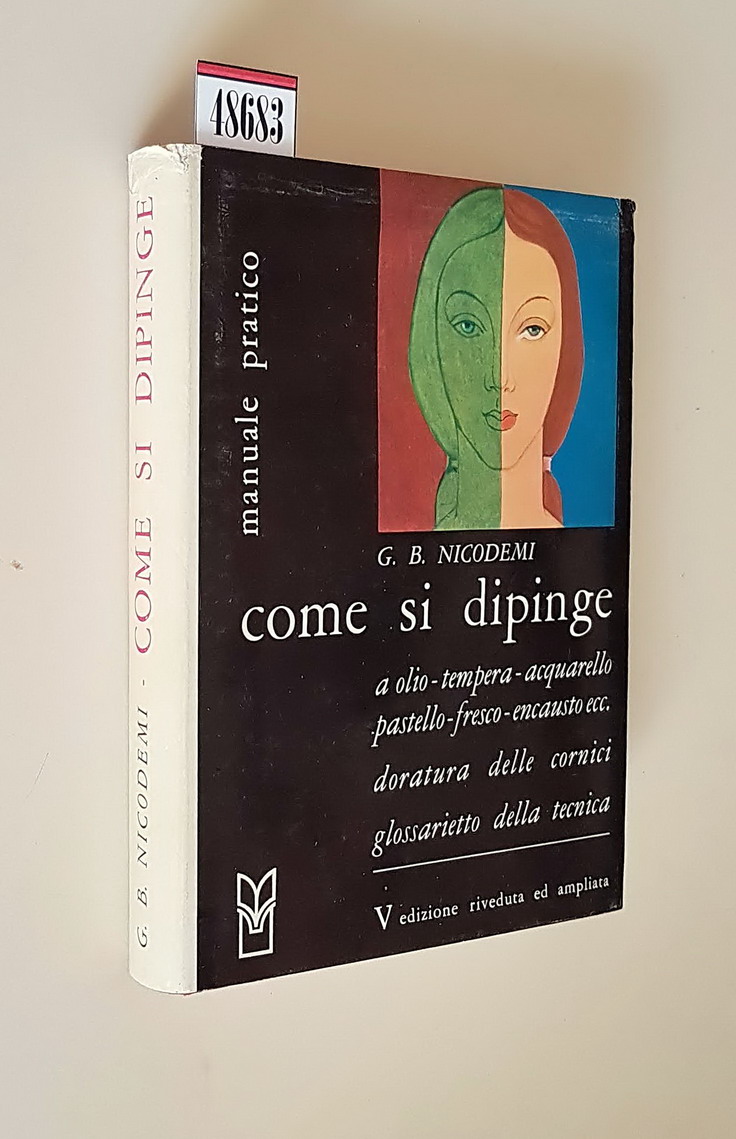 48683
G. B. NICODEMI - COME SI DIPINGE
manuale pratico
G. B. NICODEMI
come si dipinge
a olio - tempera - acquarello
pastello - fresco - encausto ecc.
doratura delle cornici
glossarietto della tecnica
V edizione riveduta ed ampliata